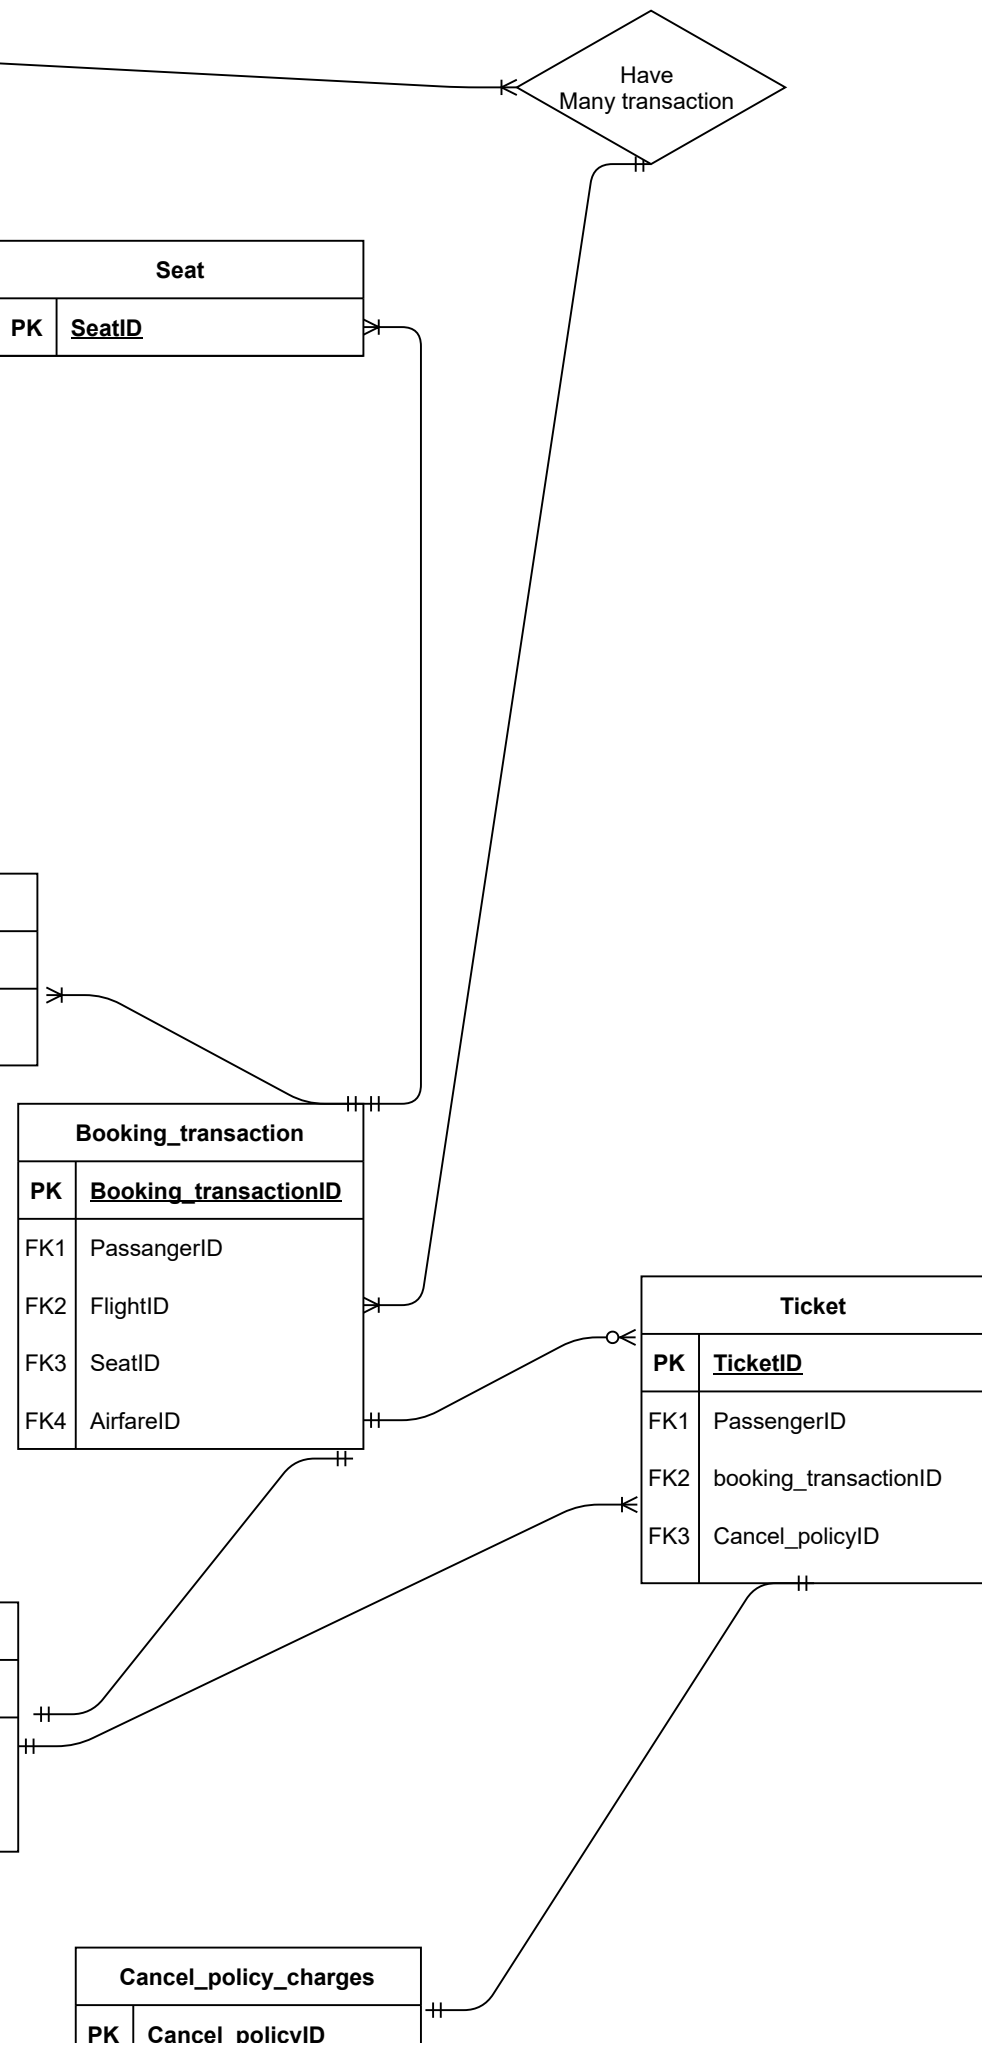 Have
Many transaction
Seat
PK SeatID
Booking_transaction
PK Booking_transactionID
FK1 PassangerID
FK2 FlightID
FK3 SeatID
FK4 AirfareID
Ticket
PK TicketID
FK1 PassengerID
FK2 booking_transactionID
FK3 Cancel_policyID
Cancel_policy_charges
PK Cancel_policyID